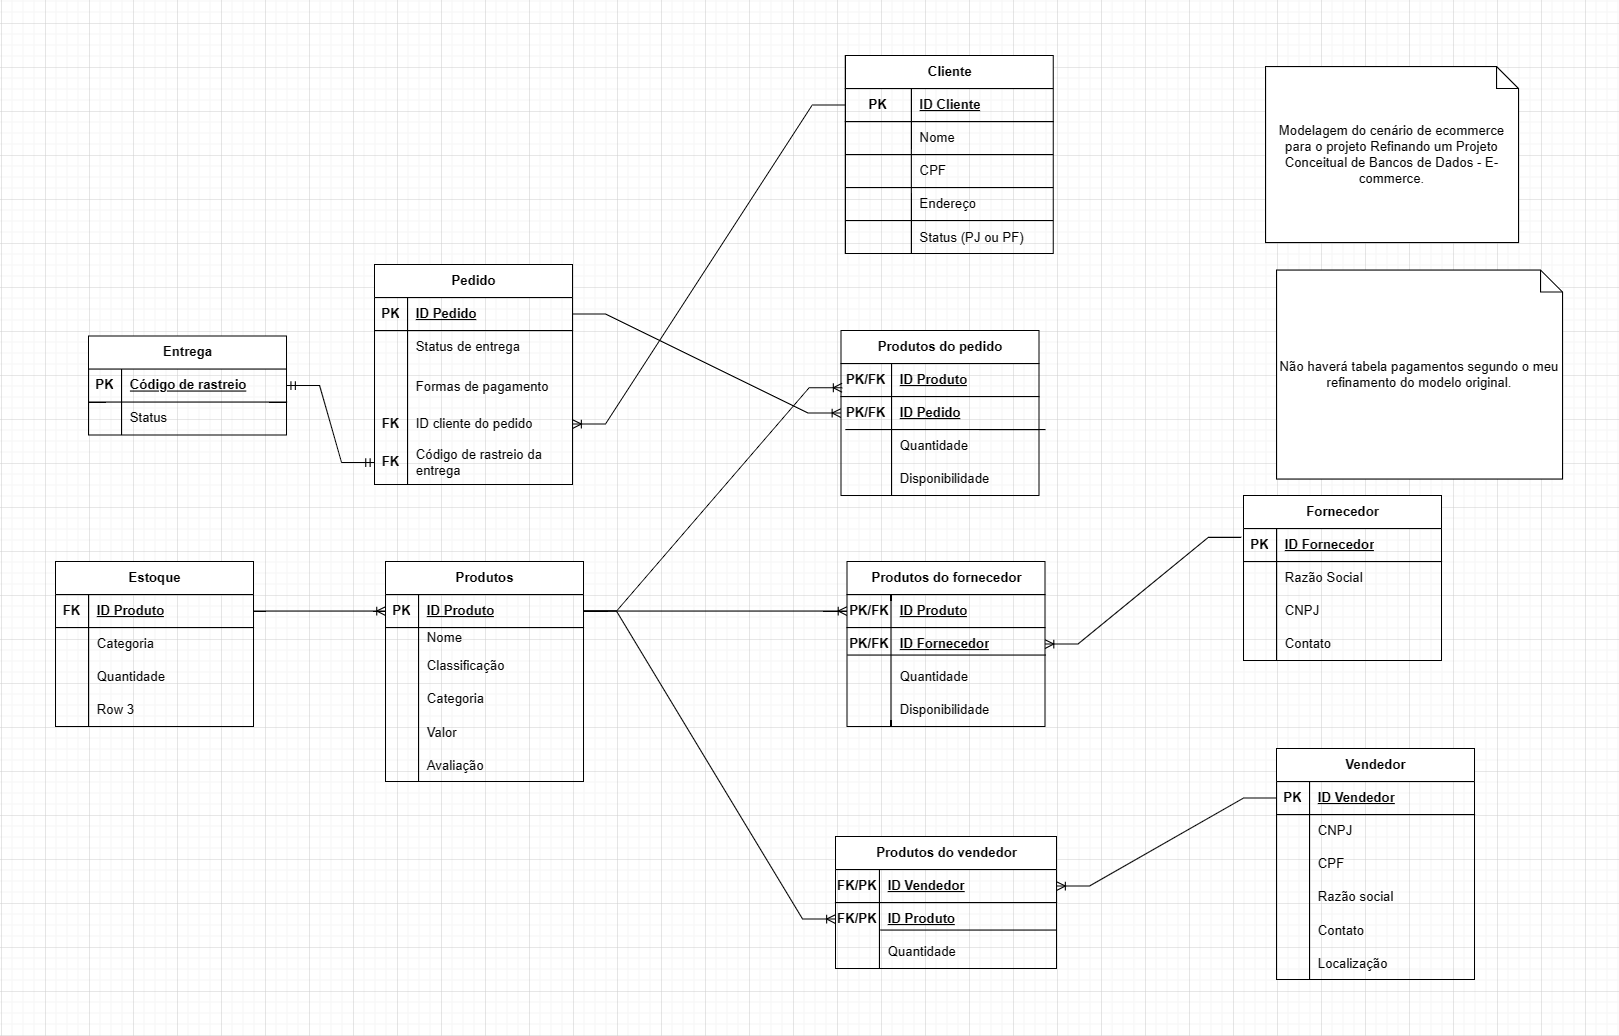 Cliente
PK ID Cliente
Nome
CPF
Endereço
Status (PJ ou PF)
Modelagem do cenário de ecommerce
para o projeto Refinando um Projeto
Conceitual de Bancos de Dados - E-
commerce.
Não haverá tabela pagamentos segundo o meu
refinamento do modelo original.
Pedido
PK ID Pedido
Status de entrega
Formas de pagamento
FK ID cliente do pedido
FK Código de rastreio da
entrega
Entrega
PK Código de rastreio
Status
Produtos do pedido
PK/FK ID Produto
PK/FK ID Pedido
Quantidade
Disponibilidade
Estoque
FK ID Produto
Categoria
Quantidade
Row 3
Produtos
PK ID Produto
Nome
Classificação
Categoria
Valor
Avaliação
Produtos do fornecedor
PK/FK ID Produto
PK/FK ID Fornecedor
Quantidade
Disponibilidade
Fornecedor
PK ID Fornecedor
Razão Social
CNPJ
Contato
Produtos do vendedor
FK/PK ID Vendedor
FK/PK ID Produto
Quantidade
Vendedor
PK ID Vendedor
CNPJ
CPF
Razão social
Contato
Localização